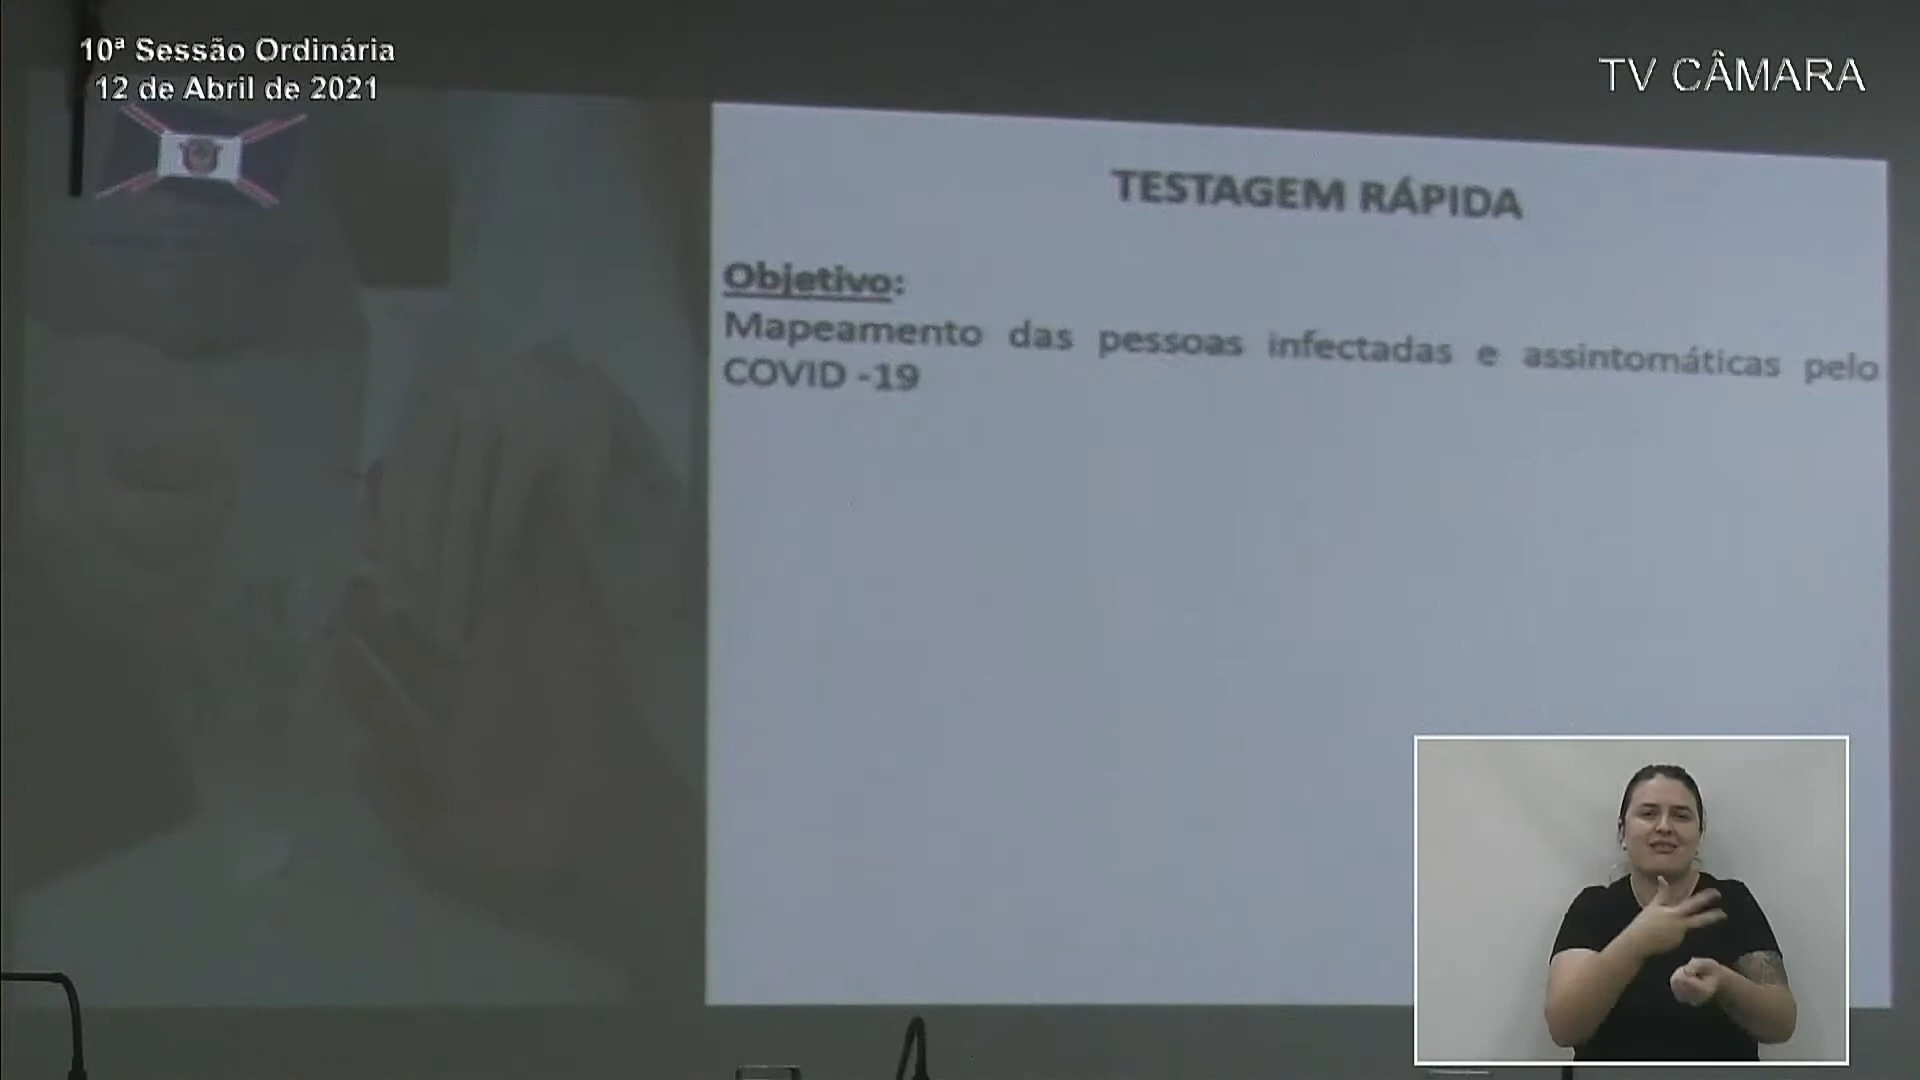 10ª Sessão Ordinária
12 de Abril de 2021
TV CÂMARA
TESTAGEM RÁPIDA
Objetivo:
Mapeamento das pessoas infectadas e assintomáticas pelo
COVID -19